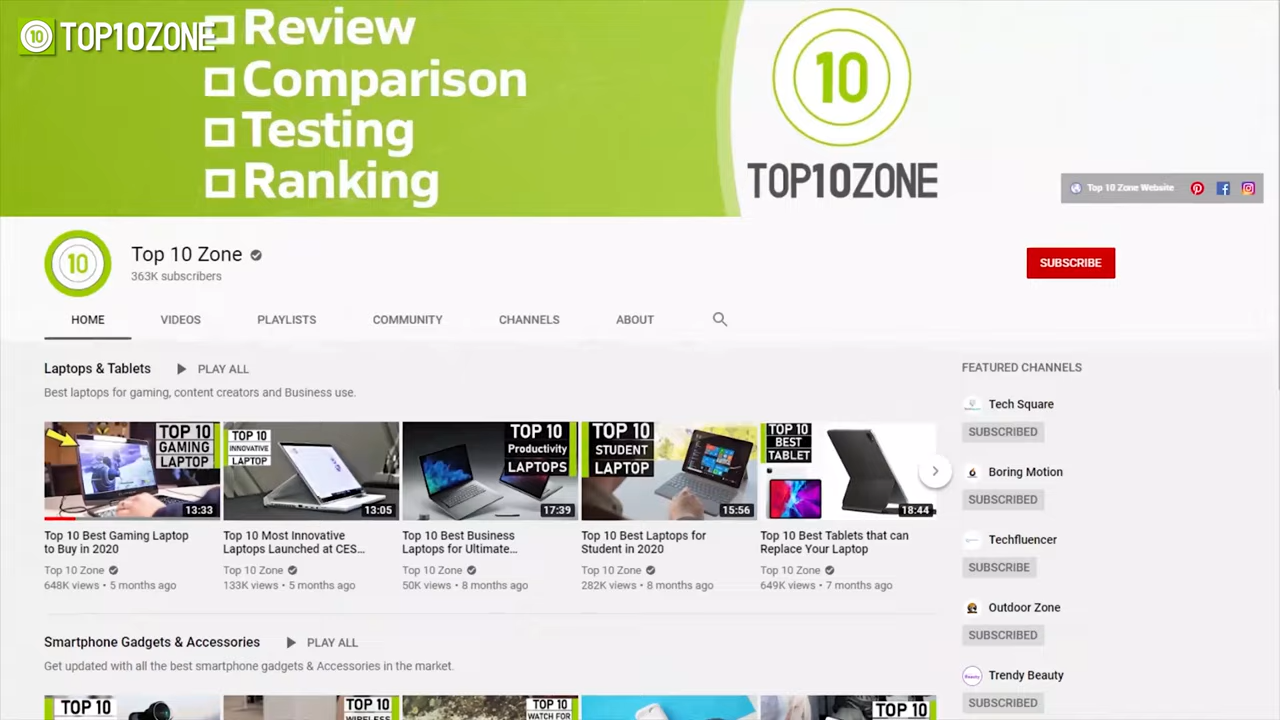 TOP10ZONE
Review
Comparison
Testing
Ranking
10
TOP10ZONE
Top 10 Zone Website
10
Top 10 Zone
363K subscribers
SUBSCRIBE
HOME VIDEOS PLAYLISTS COMMUNITY CHANNELS ABOUT
Laptops & Tablets PLAY ALL
Best laptops for gaming, content creators and Business use.
TOP 10
GAMING
LAPTOP
13:33
TOP 10
INNOVATIVE
LAPTOP
13:05
TOP 10
Productivity
LAPTOPS
17:39
TOP 10
STUDENT
LAPTOP
15:56
TOP 10
BEST
TABLET
18:44
Top 10 Best Gaming Laptop
to Buy in 2020
Top 10 Zone
648K views • 5 months ago
Top 10 Most Innovative
Laptops Launched at CES...
Top 10 Zone
133K views • 5 months ago
Top 10 Best Business
Laptops for Ultimate...
Top 10 Zone
50K views • 8 months ago
Top 10 Best Laptops for
Student in 2020
Top 10 Zone
282K views • 8 months ago
Top 10 Best Tablets that can
Replace Your Laptop
Top 10 Zone
649K views • 7 months ago
Smartphone Gadgets & Accessories PLAY ALL
Get updated with all the best smartphone gadgets & Accessories in the market.
TOP 10
TOP 10
WIRELESS
TOP 10
WATCH FOR
TOP 10
FEATURED CHANNELS
Tech Square
SUBSCRIBED
Boring Motion
SUBSCRIBED
Techfluencer
SUBSCRIBE
Outdoor Zone
SUBSCRIBED
Trendy Beauty
SUBSCRIBED